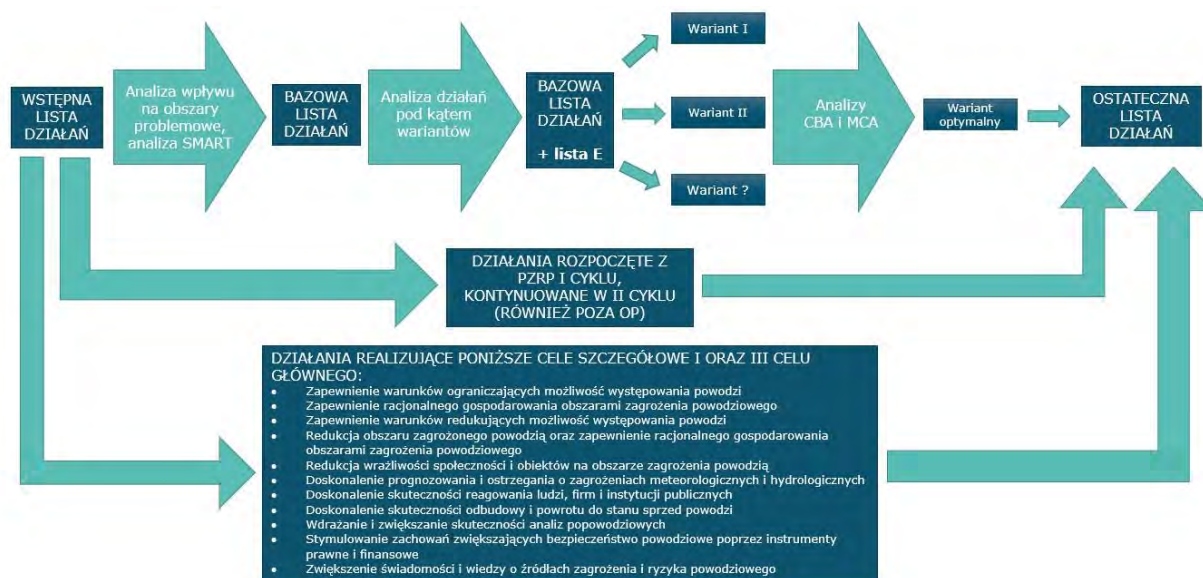 WSTĘPNA
LISTA
DZIAŁAŃ
Analiza wpływu
na obszary
problemowe,
analiza SMART
BAZOWA
LISTA
DZIAŁAŃ
Analiza działań
pod kątem
wariantów
BAZOWA
LISTA
DZIAŁAŃ
+ lista E
Wariant I
Wariant II
Wariant ?
Analizy
CBA i MCA
Wariant
optymalny
OSTATECZNA
LISTA
DZIAŁAŃ
DZIAŁANIA ROZPOCZĘTE Z
PZRP I CYKLU,
KONTYNUOWANE W II CYKLU
(RÓWNIEŻ POZA OP)
DZIAŁANIA REALIZUJĄCE PONIŻSZE CELE SZCZEGÓŁOWE I ORAZ III CELU
GŁÓWNEGO:
• Zapewnienie warunków ograniczających możliwość występowania powodzi
• Zapewnienie racjonalnego gospodarowania obszarami zagrożenia powodziowego
• Zapewnienie warunków redukujących możliwość występowania powodzi
• Redukcja obszaru zagrożonego powodzią oraz zapewnienie racjonalnego gospodarowania
obszarami zagrożenia powodziowego
• Redukcja wrażliwości społeczności i obiektów na obszarze zagrożenia powodzią
• Doskonalenie prognozowania i ostrzegania o zagrożeniach meteorologicznych i hydrologicznych
• Doskonalenie skuteczności reagowania ludzi, firm i instytucji publicznych
• Doskonalenie skuteczności odbudowy i powrotu do stanu sprzed powodzi
• Wdrażanie i zwiększanie skuteczności analiz popowodziowych
• Stymulowanie zachowań zwiększających bezpieczeństwo powodziowe poprzez instrumenty
prawne i finansowe
• Zwiększenie świadomości i wiedzy o źródłach zagrożenia i ryzyka powodziowego